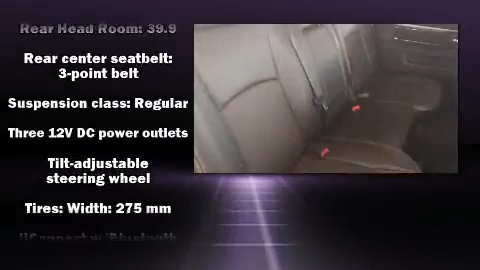 Rear Head Room: 39.9
Rear center seatbelt:
3-point belt
Suspension class: Regular
Three 12V DC power outlets
Tilt-adjustable
steering wheel
Tires: Width: 275 mm